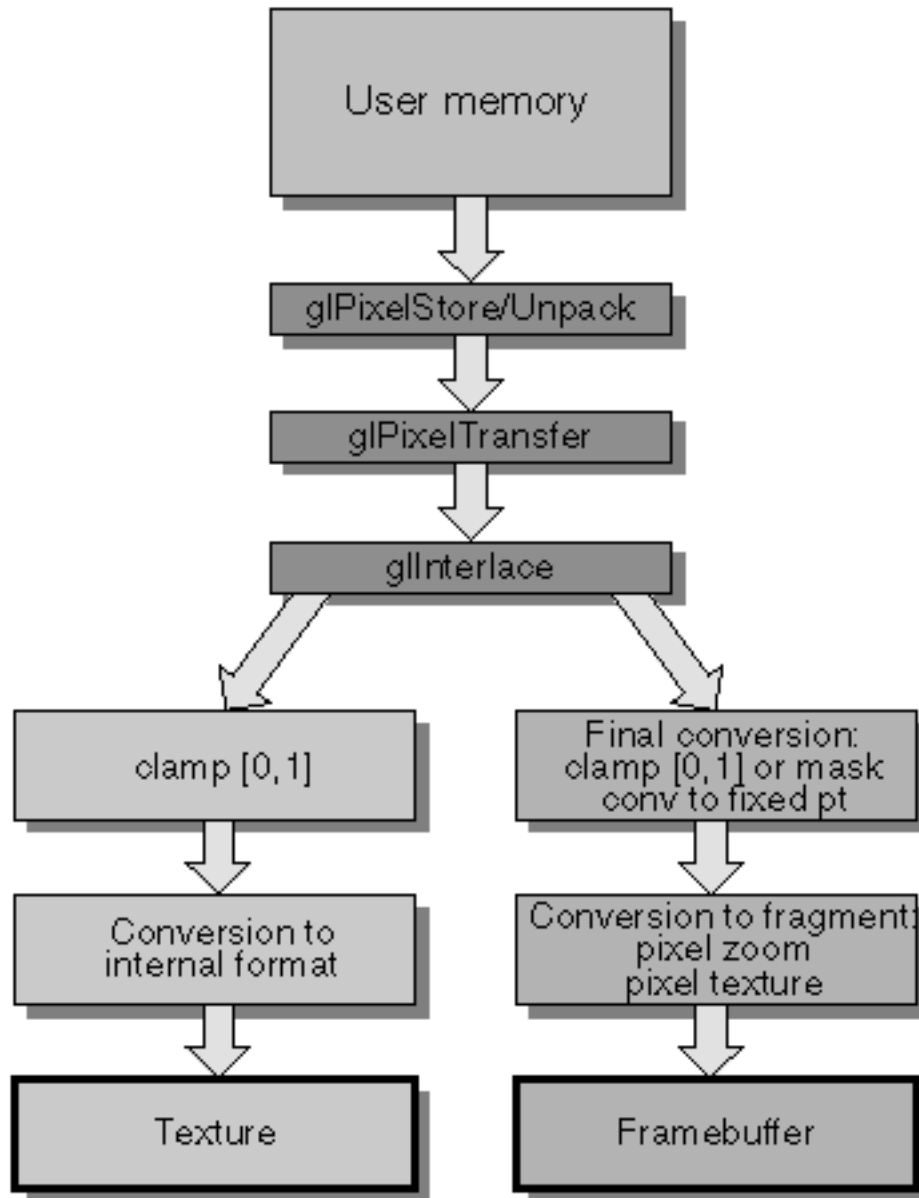 User memory
glPixelStore/Unpack
glPixelTransfer
glInterlace
clamp [0,1]
Conversion to
internal format
Texture
Final conversion:
clamp [0,1] or mask
conv to fixed pt
Conversion to fragment:
pixel zoom
pixel texture
Framebuffer